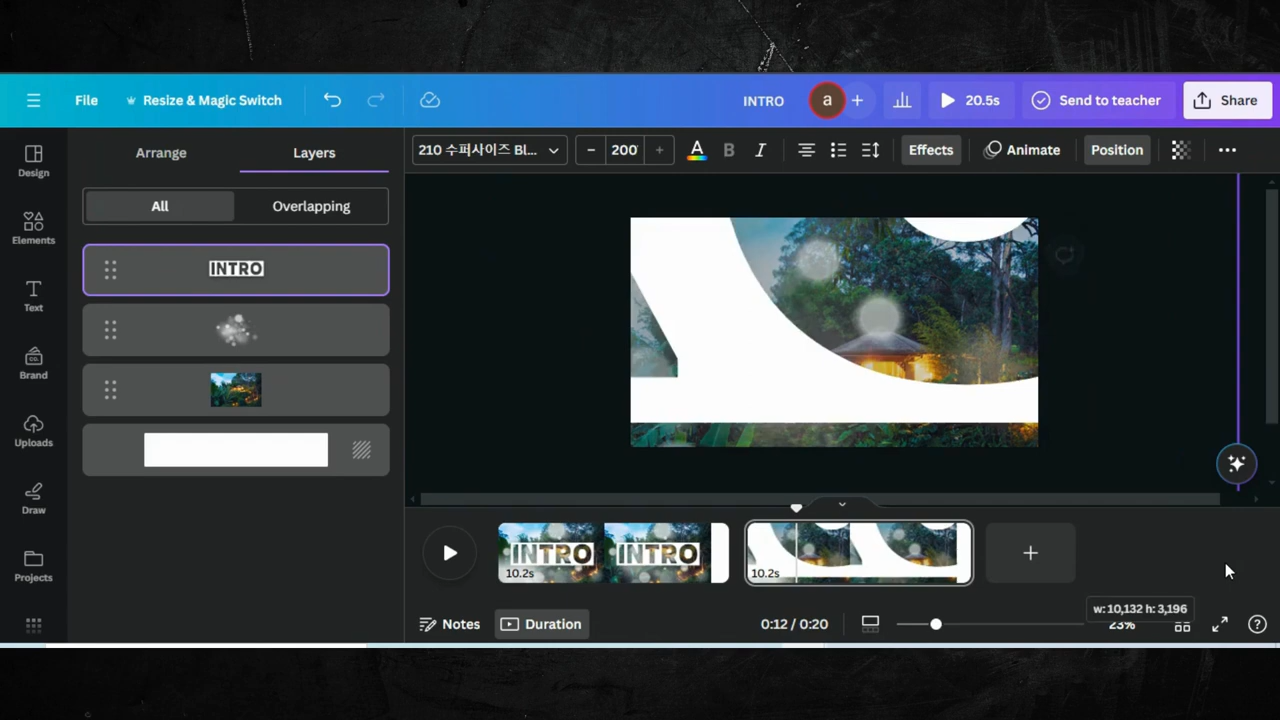 File
Resize & Magic Switch
INTRO
a
20.5s
Send to teacher
Share
Design
Elements
Text
Brand
CO.
Uploads
Draw
Projects
Arrange
Layers
All
Overlapping
INTRO
210 수퍼사이즈 Bl...
200
A
B
I
Effects
Animate
Position
INTRO
INTRO
10.2s
10.2s
Notes
Duration
0:12 / 0:20
w: 10,132 h: 3,196
23%